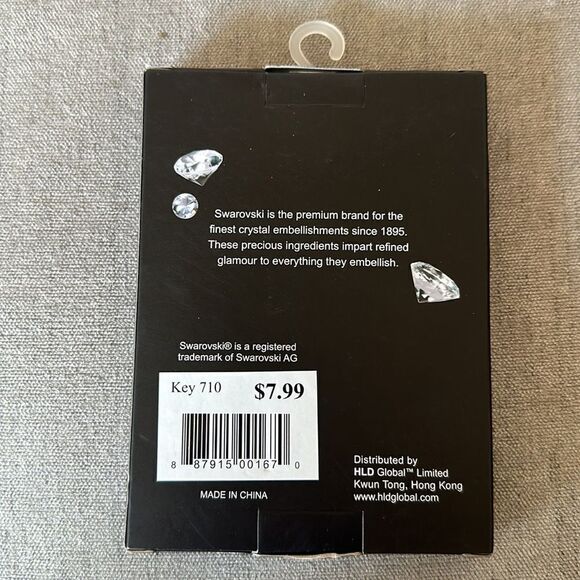 Swarovski is the premium brand for the
finest crystal embellishments since 1895.
These precious ingredients impart refined
glamour to everything they embellish.
Swarovski® is a registered
trademark of Swarovski AG
Key 710 $7.99
8 87915 00167 0
MADE IN CHINA
Distributed by
HLD Global™ Limited
Kwun Tong, Hong Kong
www.hldglobal.com